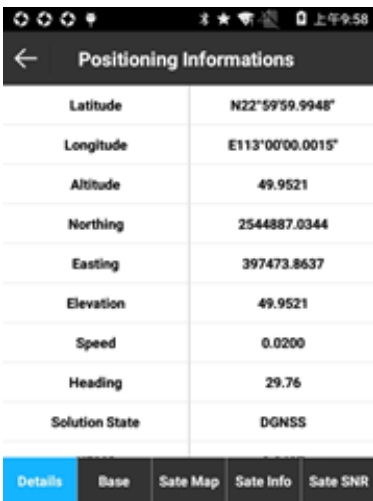 上午9:58
Positioning Informations
Latitude N22°59'59.9948"
Longitude E113°00'00.0015"
Altitude 49.9521
Northing 2544887.0344
Easting 397473.8637
Elevation 49.9521
Speed 0.0200
Heading 29.76
Solution State DGNSS
Details Base Sate Map Sate Info Sate SNR